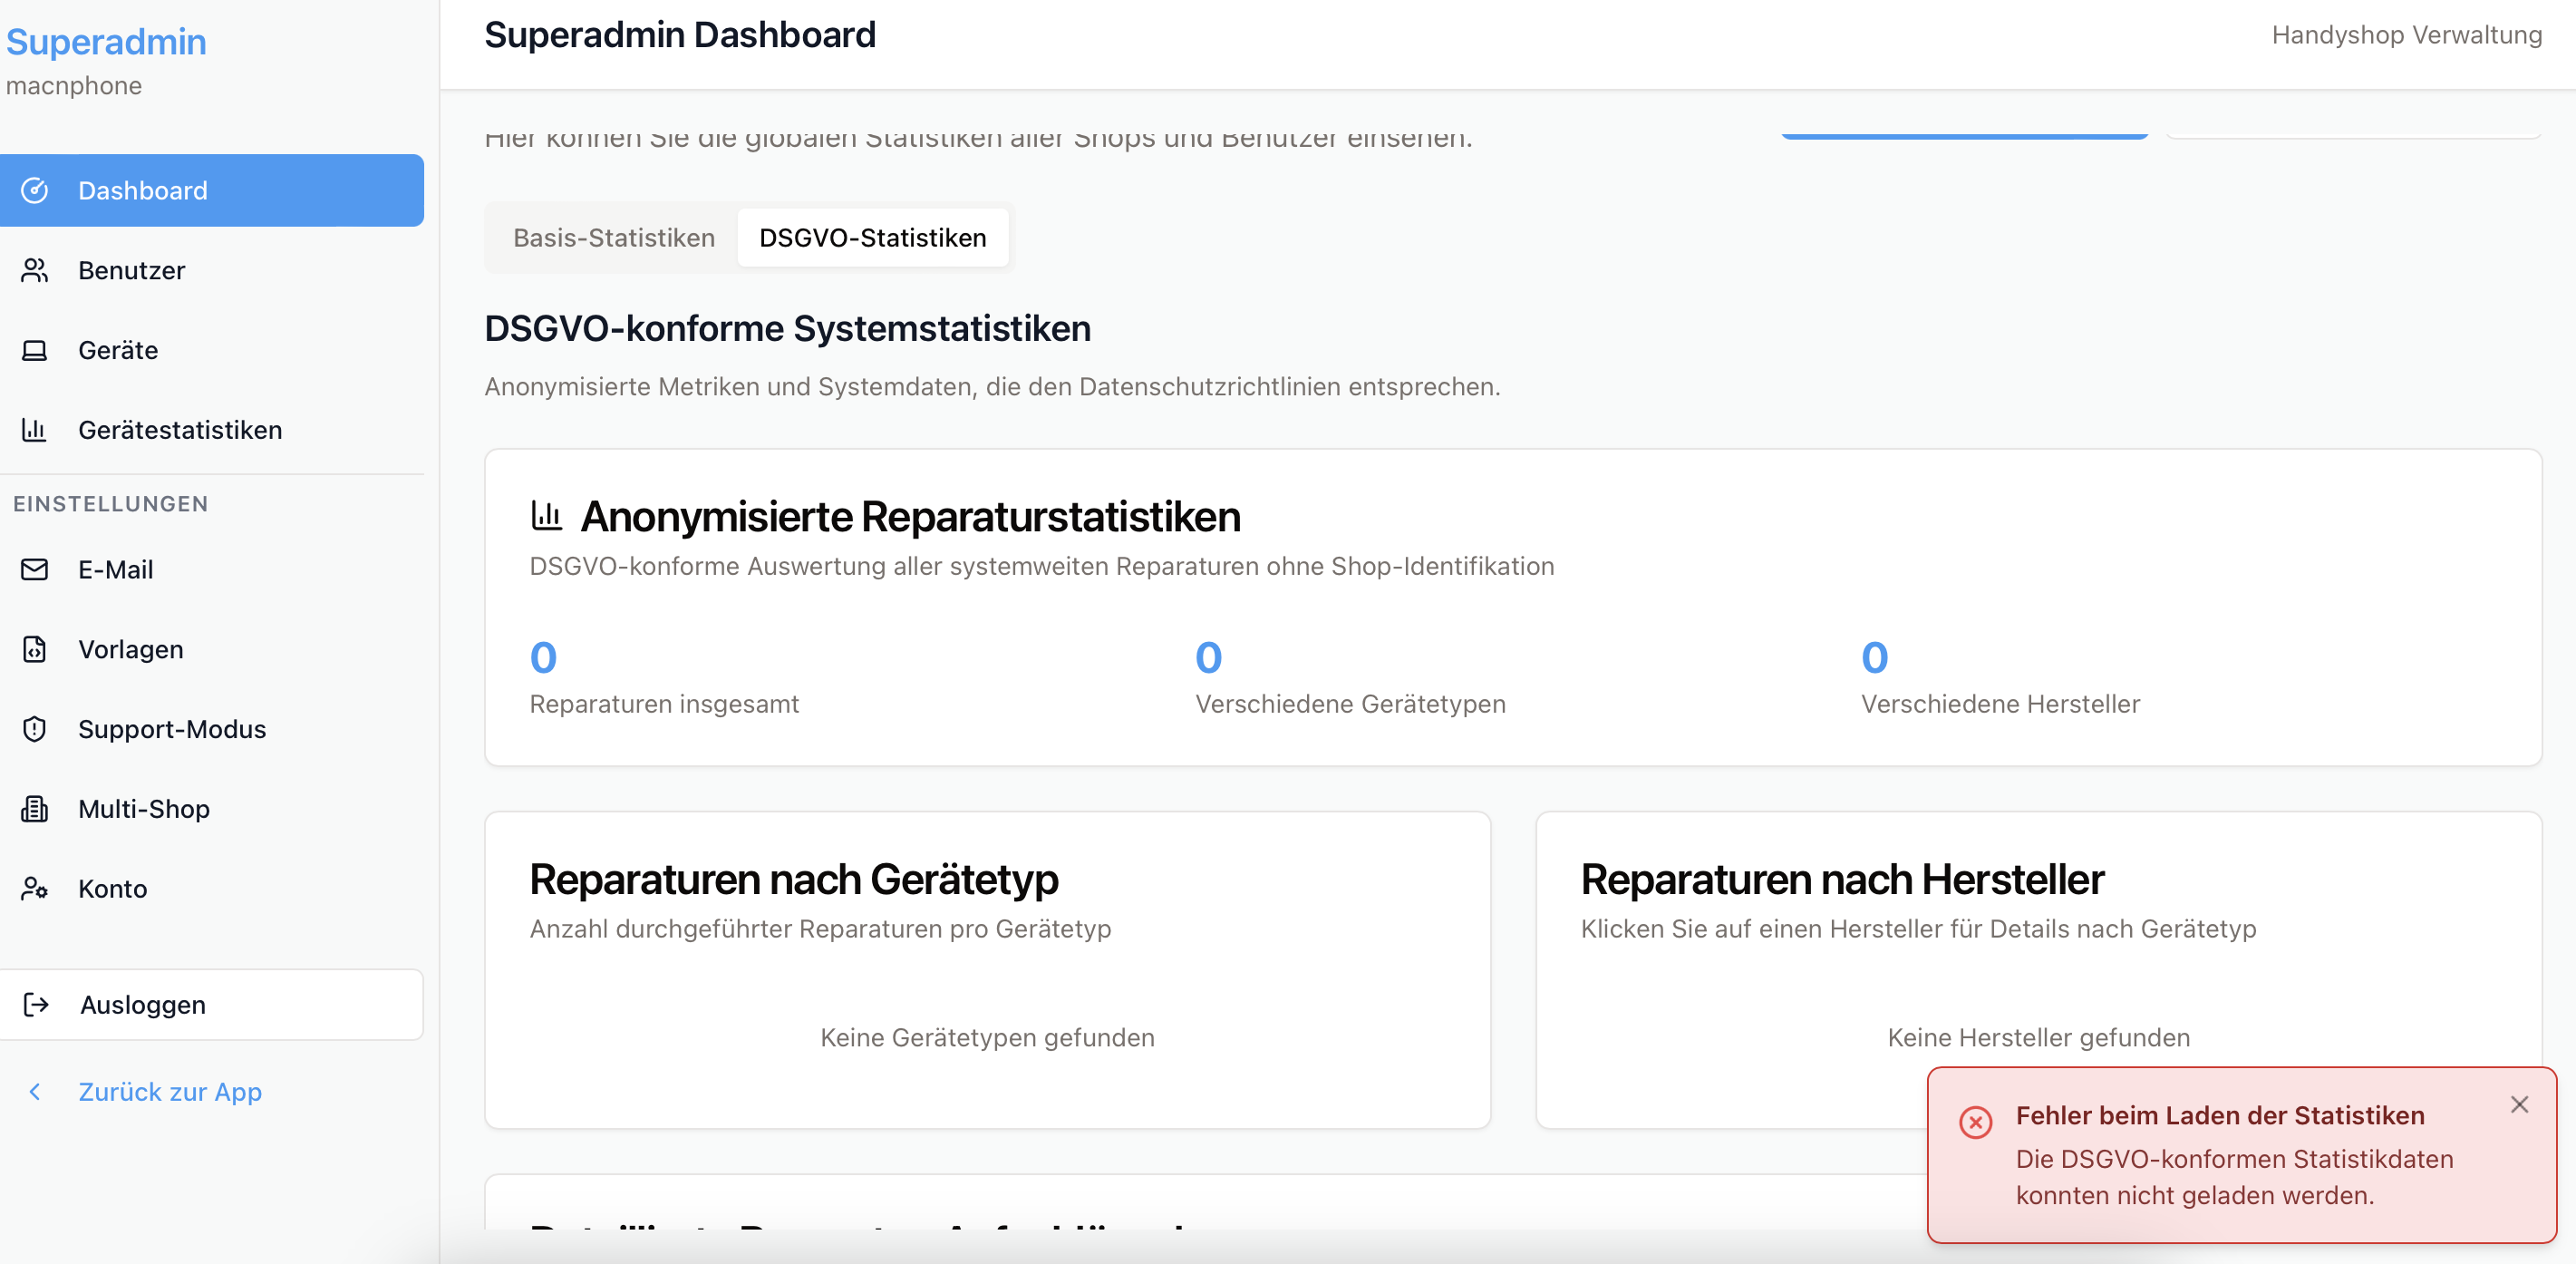 Superadmin
macnphone
Dashboard
Benutzer
Geräte
Gerätestatistiken
EINSTELLUNGEN
E-Mail
Vorlagen
Support-Modus
Multi-Shop
Konto
Ausloggen
Zurück zur App
Superadmin Dashboard
Handyshop Verwaltung
Hier können Sie die globalen Statistiken aller Shops und Benutzer einsehen.
Basis-Statistiken
DSGVO-Statistiken
DSGVO-konforme Systemstatistiken
Anonymisierte Metriken und Systemdaten, die den Datenschutzrichtlinien entsprechen.
Anonymisierte Reparaturstatistiken
DSGVO-konforme Auswertung aller systemweiten Reparaturen ohne Shop-Identifikation
0
Reparaturen insgesamt
0
Verschiedene Gerätetypen
0
Verschiedene Hersteller
Reparaturen nach Gerätetyp
Anzahl durchgeführter Reparaturen pro Gerätetyp
Keine Gerätetypen gefunden
Reparaturen nach Hersteller
Klicken Sie auf einen Hersteller für Details nach Gerätetyp
Keine Hersteller gefunden
Fehler beim Laden der Statistiken
Die DSGVO-konformen Statistikdaten
konnten nicht geladen werden.